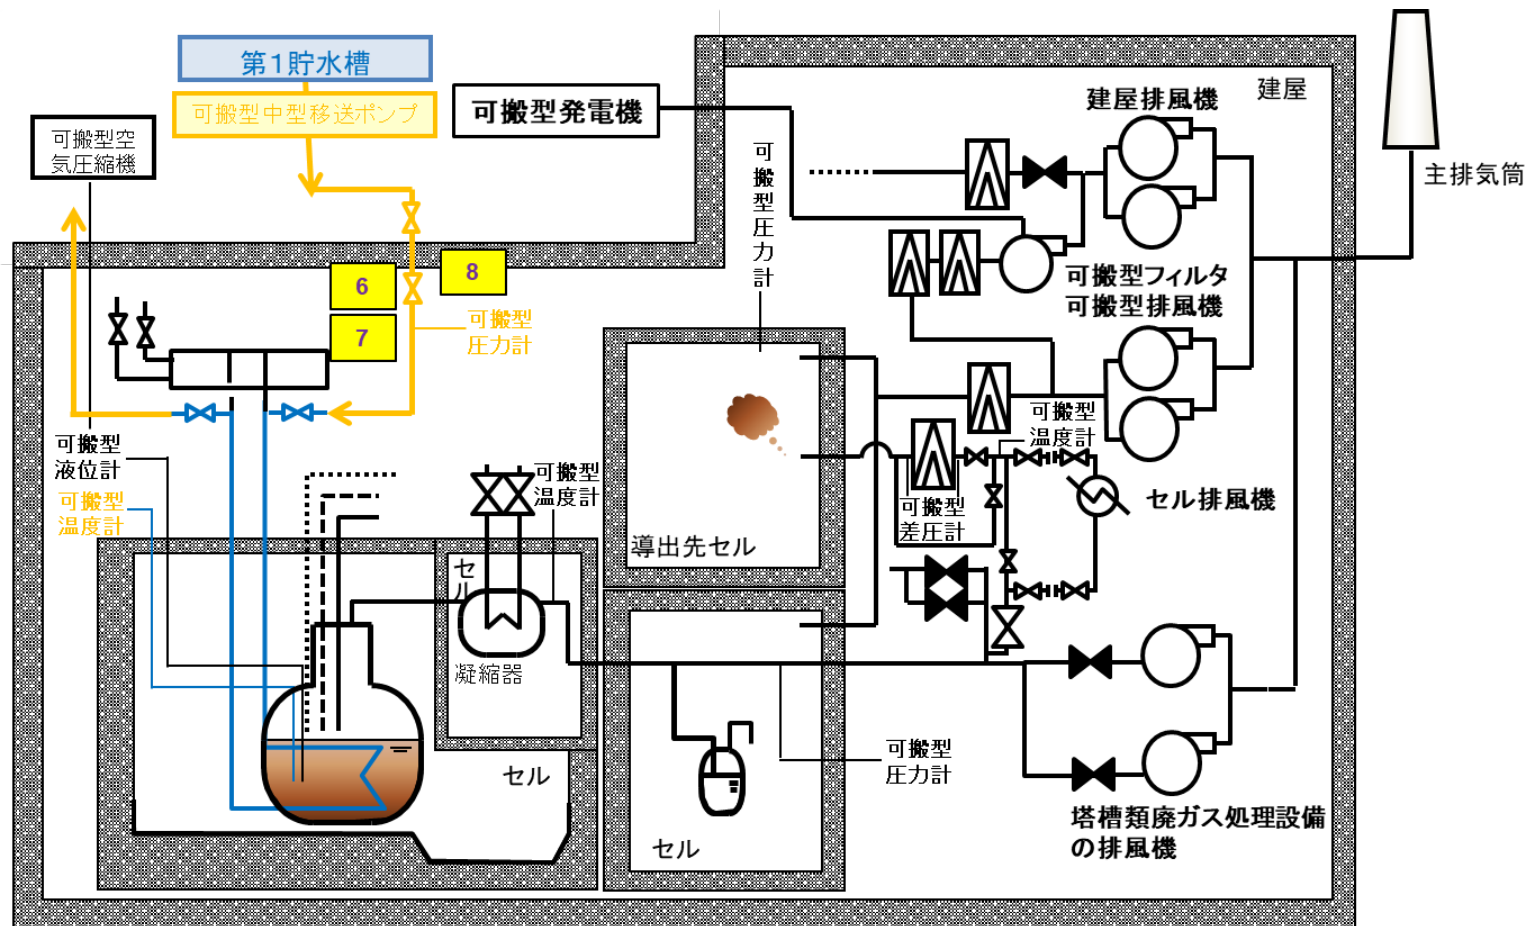 第１貯水槽
可搬型中型移送ポンプ
可搬型発電機
可搬型空
気圧縮機
建屋
建屋排風機
主排気筒
可搬型圧力計
6
7
8
可搬型
圧力計
可搬型フィルタ
可搬型排風機
可搬型
温度計
可搬型
液位計
可搬型
温度計
可搬型
温度計
可搬型
差圧計
セル排風機
導出先セル
セル
凝縮器
セル
セル
可搬型
圧力計
塔槽類廃ガス処理設備
の排風機